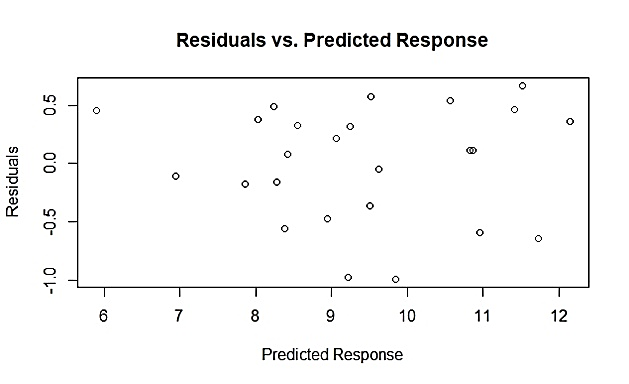 Residuals vs. Predicted Response
Residuals
0.5
0.0
-0.5
-1.0
6 7 8 9 10 11 12
Predicted Response